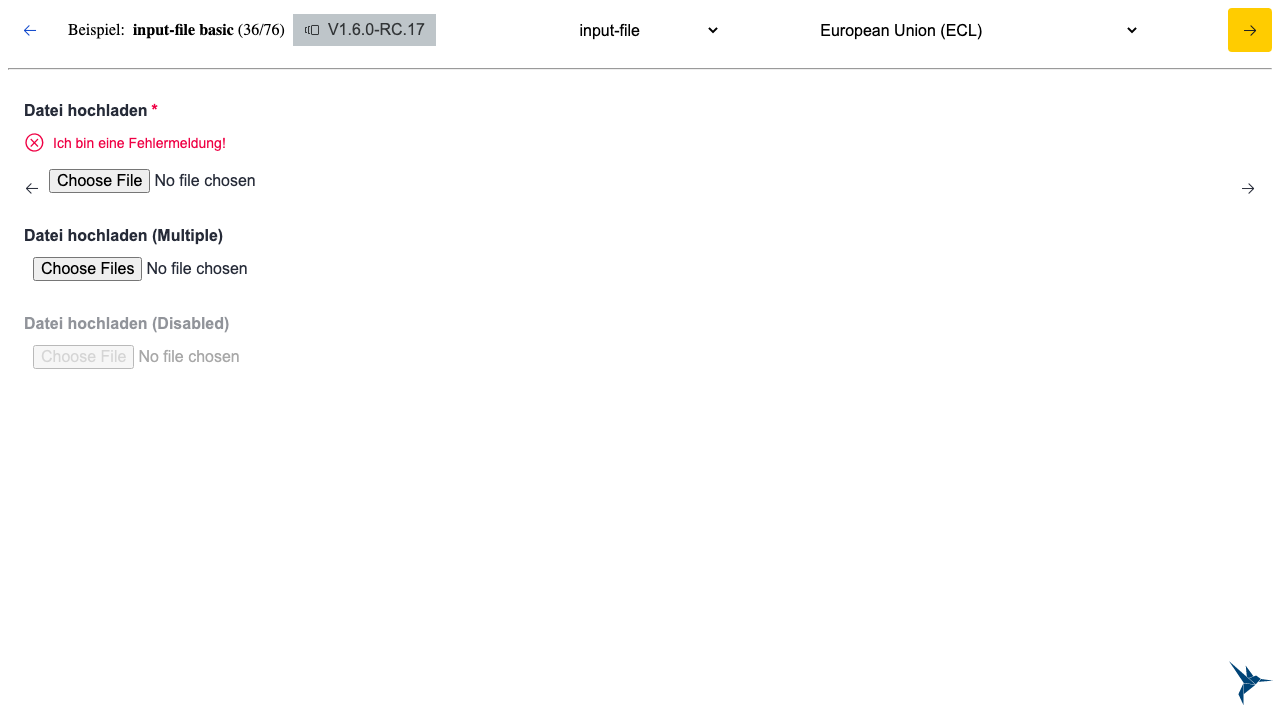 Beispiel: input-file basic (36/76) V1.6.0-RC.17 input-file European Union (ECL)
Datei hochladen *
Ich bin eine Fehlermeldung!
Choose File No file chosen
Datei hochladen (Multiple)
Choose Files No file chosen
Datei hochladen (Disabled)
Choose File No file chosen